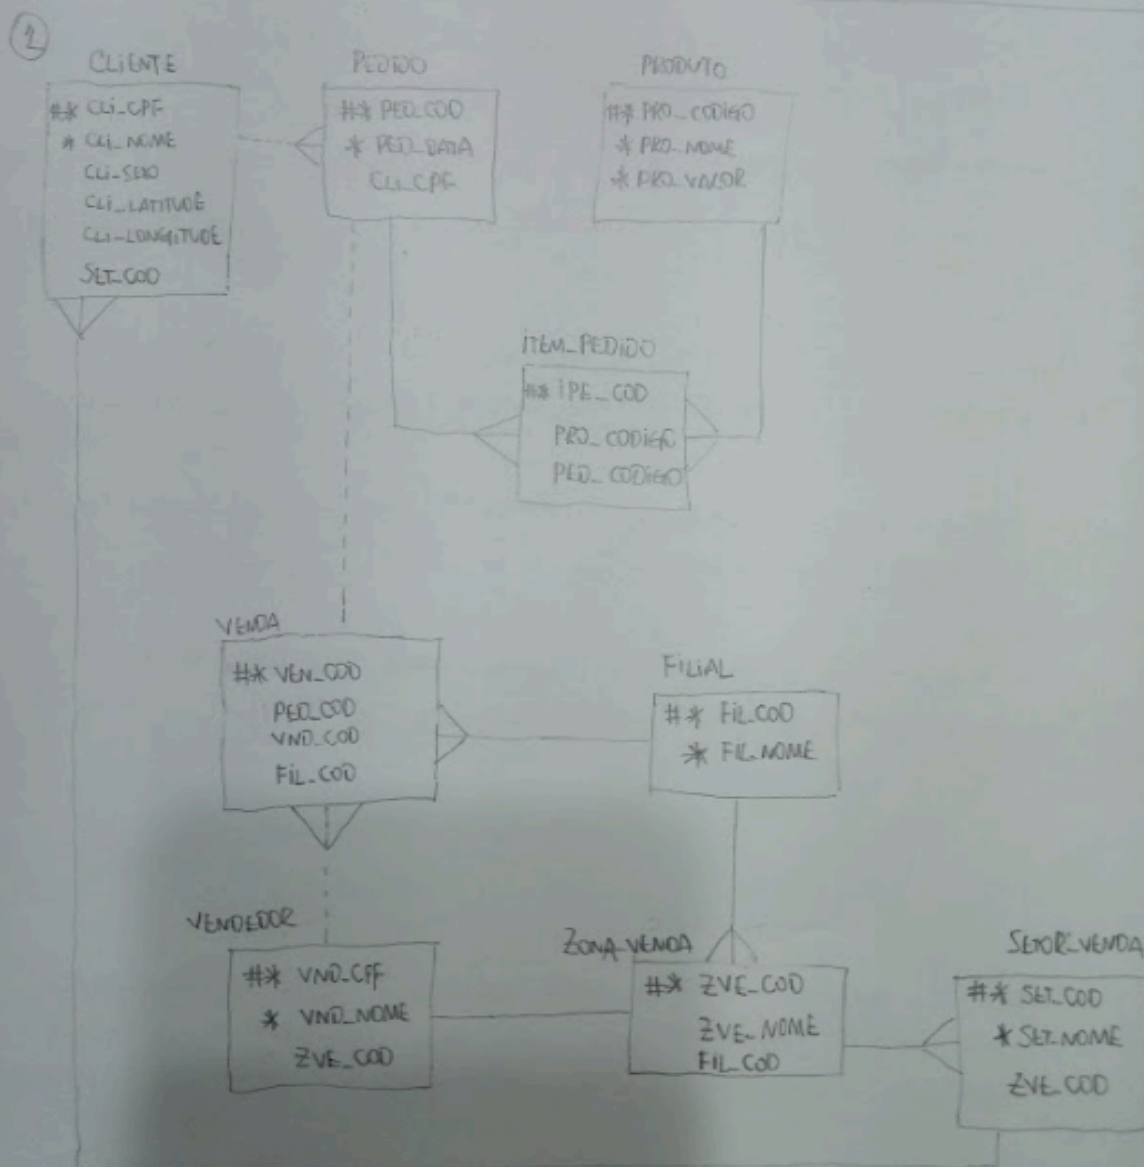 1
CLIENTE
#* CLI_CPF
* CLI_NOME
CLI_SEXO
CLI_LATITUDE
CLI_LONGITUDE
SET_COD
PEDIDO
#* PED_COD
* PED_DATA
CLI_CPF
PRODUTO
#* PRO_CODIGO
* PRO_NOME
* PRO_VALOR
ITEM_PEDIDO
#* IPE_COD
PRO_CODIGO
PED_CODIGO
VENDA
#* VEN_COD
PED_COD
VND_COD
FIL_COD
FILIAL
#* FIL_COD
* FIL_NOME
VENDEDOR
#* VND_CPF
* VND_NOME
ZVE_COD
ZONA_VENDA
#* ZVE_COD
ZVE_NOME
FIL_COD
SETOR_VENDA
#* SET_COD
* SET_NOME
ZVE_COD